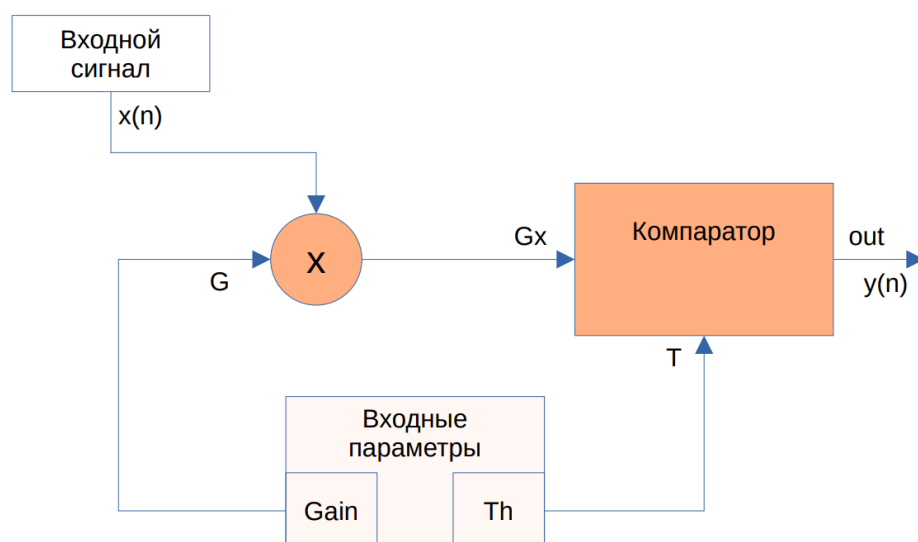 Входной
сигнал
x(n)
G
x
Gx
Компаратор
out
y(n)
T
Входные
параметры
Gain
Th